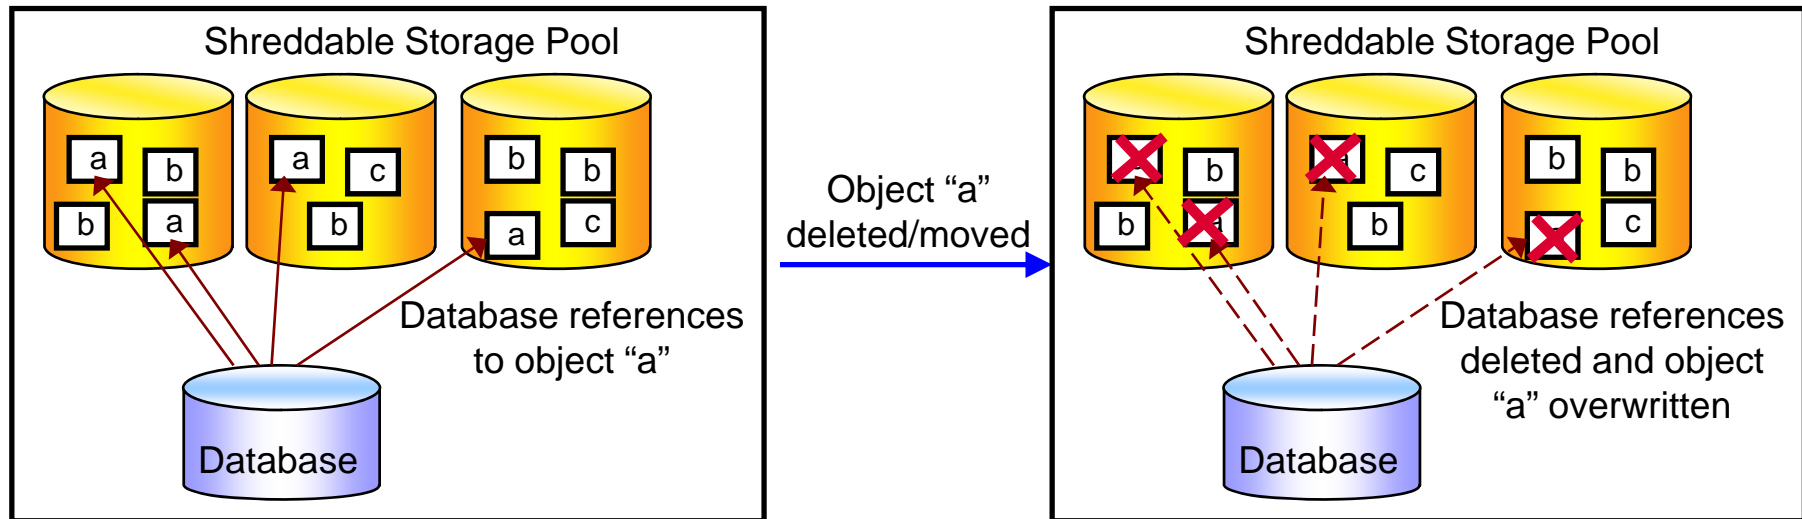 Shreddable Storage Pool
a
b
b
a
a
c
b
b
b
a
c
Database references
to object “a”
Database
Object “a”
deleted/moved
Shreddable Storage Pool
b
b
a
a
c
b
b
b
c
Database references
deleted and object
“a” overwritten
Database